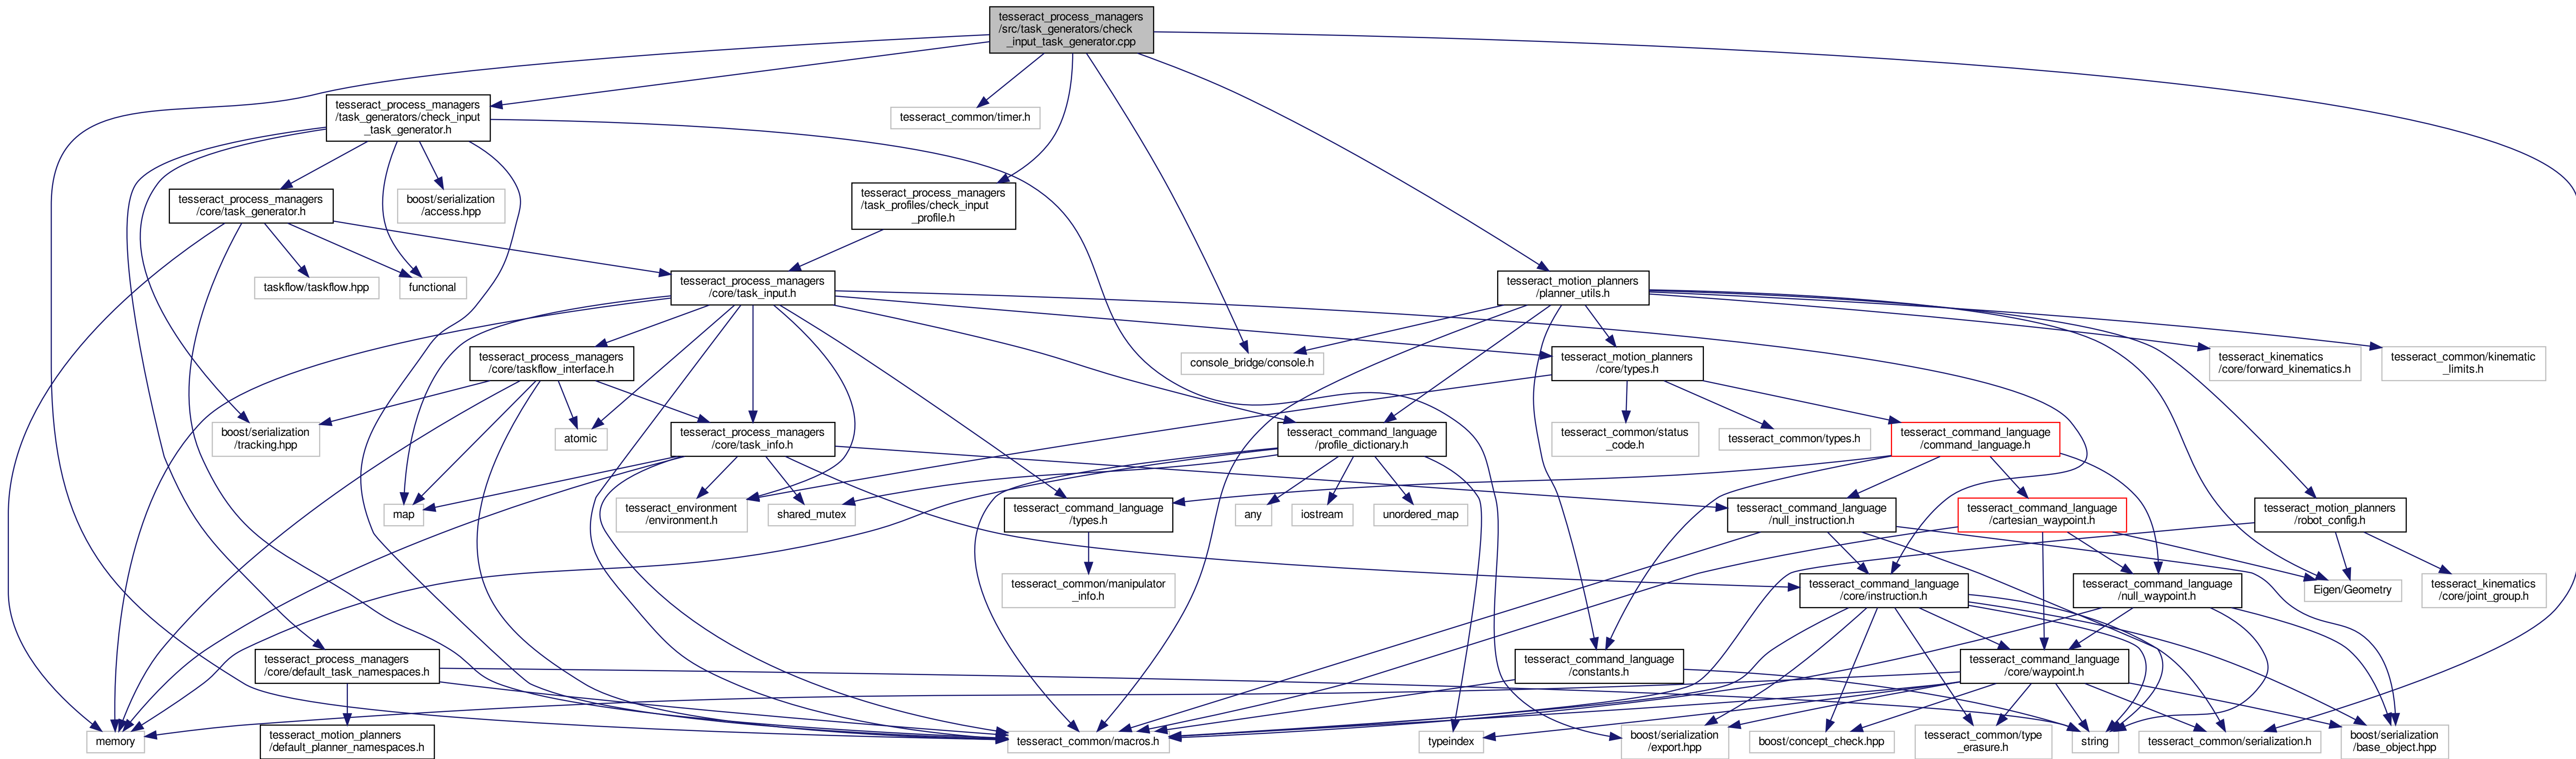 tesseract_process_managers
/src/task_generators/check
_input_task_generator.cpp
tesseract_process_managers
/task_generators/check_input
_task_generator.h
tesseract_common/timer.h
tesseract_process_managers
/core/task_generator.h
boost/serialization
/access.hpp
tesseract_process_managers
/task_profiles/check_input
_profile.h
taskflow/taskflow.hpp
functional
tesseract_process_managers
/core/task_input.h
tesseract_motion_planners
/planner_utils.h
tesseract_process_managers
/core/taskflow_interface.h
console_bridge/console.h
tesseract_motion_planners
/core/types.h
tesseract_kinematics
/core/forward_kinematics.h
tesseract_common/kinematic
_limits.h
boost/serialization
/tracking.hpp
atomic
tesseract_process_managers
/core/task_info.h
tesseract_command_language
/profile_dictionary.h
tesseract_common/status
_code.h
tesseract_common/types.h
tesseract_command_language
/command_language.h
map
tesseract_environment
/environment.h
shared_mutex
tesseract_command_language
/types.h
any
iostream
unordered_map
tesseract_command_language
/null_instruction.h
tesseract_command_language
/cartesian_waypoint.h
tesseract_motion_planners
/robot_config.h
tesseract_common/manipulator
_info.h
tesseract_command_language
/core/instruction.h
tesseract_command_language
/null_waypoint.h
Eigen/Geometry
tesseract_kinematics
/core/joint_group.h
tesseract_process_managers
/core/default_task_namespaces.h
tesseract_command_language
/constants.h
tesseract_command_language
/core/waypoint.h
memory
tesseract_motion_planners
/default_planner_namespaces.h
tesseract_common/macros.h
typeindex
boost/serialization
/export.hpp
boost/concept_check.hpp
tesseract_common/type
_erasure.h
string
tesseract_common/serialization.h
boost/serialization
/base_object.hpp